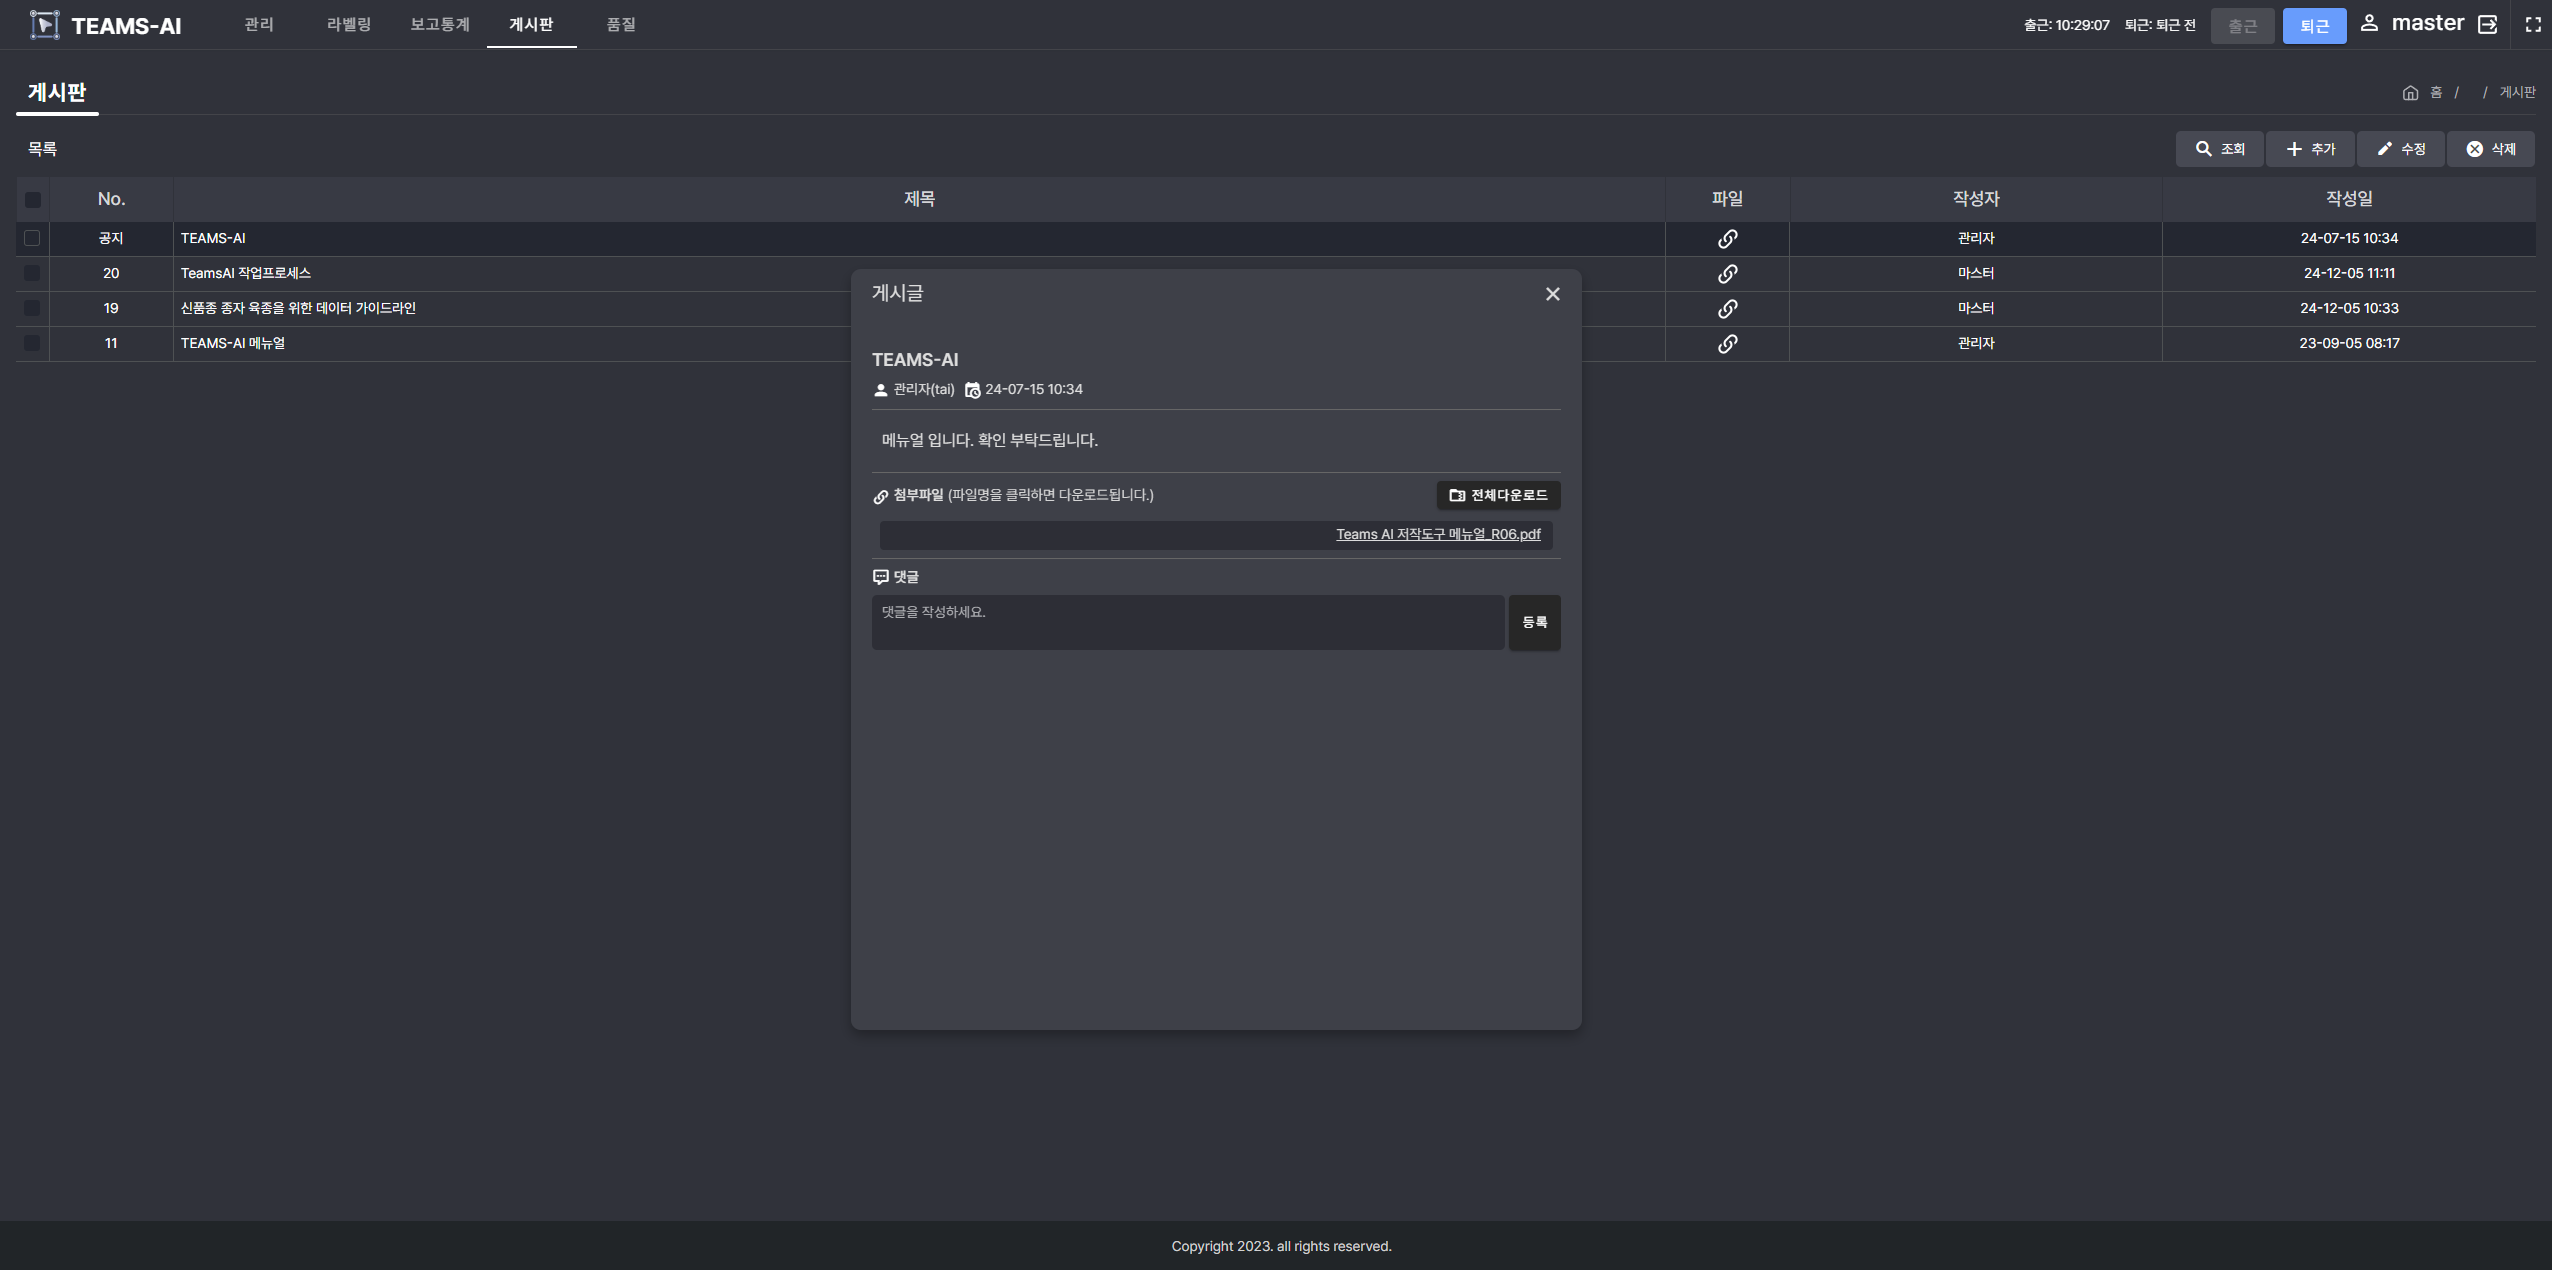 TEAMS-AI 관리 라벨링 보고통계 게시판 품질 출근: 10:29:07 퇴근: 퇴근 전 출근 퇴근 master
게시판 홈 / / 게시판
목록 조회 추가 수정 삭제
No. 제목 파일 작성자 작성일
공지 TEAMS-AI 관리자 24-07-15 10:34
20 TeamsAI 작업프로세스 마스터 24-12-05 11:11
19 신품종 종자 육종을 위한 데이터 가이드라인 마스터 24-12-05 10:33
11 TEAMS-AI 메뉴얼 관리자 23-09-05 08:17
게시글
TEAMS-AI
관리자(tai) 24-07-15 10:34
메뉴얼 입니다. 확인 부탁드립니다.
첨부파일 (파일명을 클릭하면 다운로드됩니다.) 전체다운로드
Teams AI 저작도구 메뉴얼_R06.pdf
댓글
댓글을 작성하세요. 등록
Copyright 2023. all rights reserved.